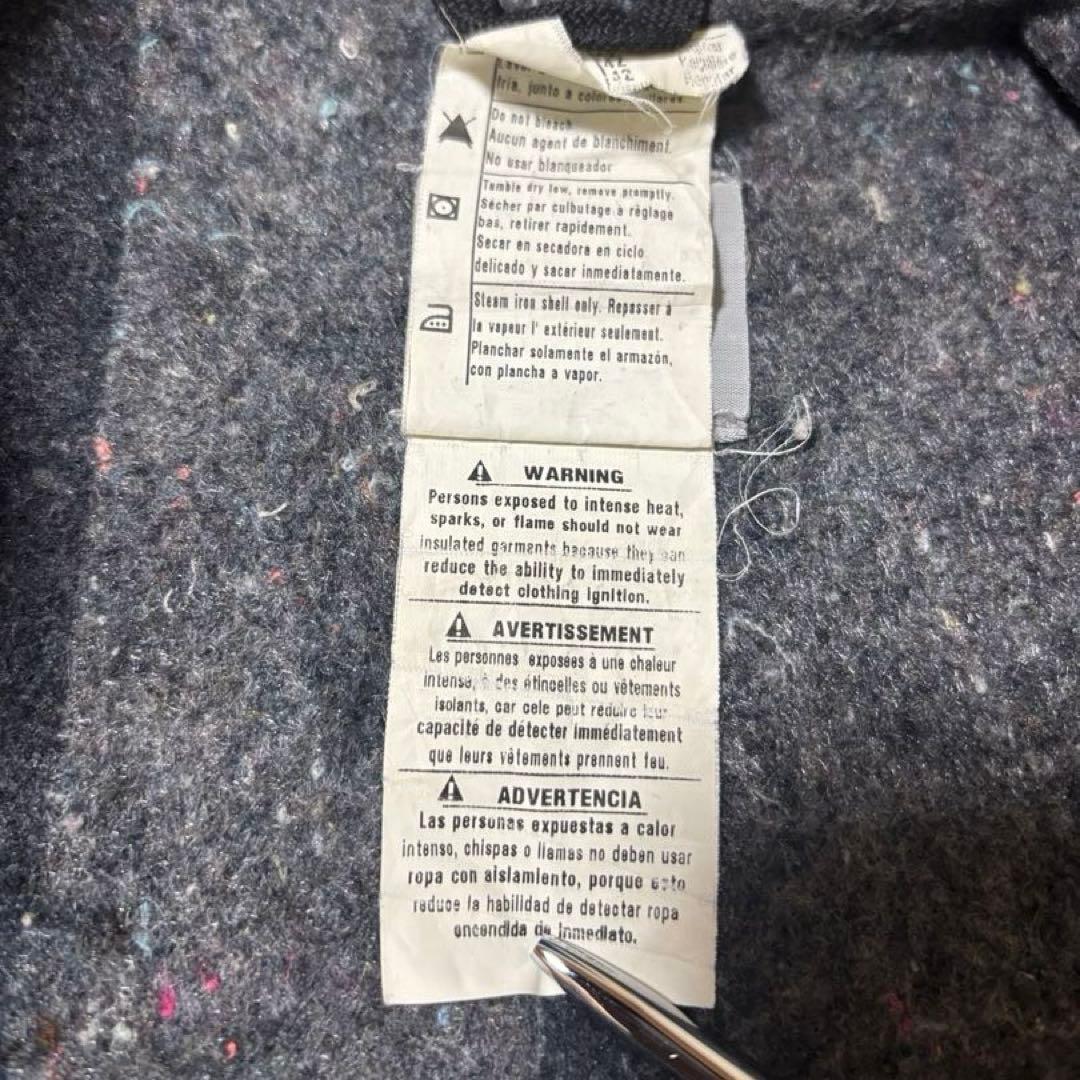 XL
32
Regular
fría, junto a colores
Do not bleach
Aucun agent de blanchiment.
No usar blanqueador
Tumble dry low, remove promptly.
Sécher par culbutage à règlage
bas, retirer rapidement.
Secar en secadora en ciclo
delicado y sacar inmediatamente.
Steam iron shell only. Repasser à
la vapeur l' extérieur seulement.
Planchar solamente el armazón,
con plancha a vapor.
WARNING
Persons exposed to intense heat,
sparks, or flame should not wear
insulated garments because they can
reduce the ability to immediately
detect clothing ignition.
AVERTISSEMENT
Les personnes exposées à une chaleur
intense, à des étincelles ou vêtements
isolants, car cele peut réduire leur
capacité de détecter immédiatement
que leurs vêtements prennent feu.
ADVERTENCIA
Las personas expuestas a calor
intenso, chispas o llamas no deben usar
ropa con aislamiento, porque esto
reduce la habilidad de detectar ropa
encendida de inmediato.